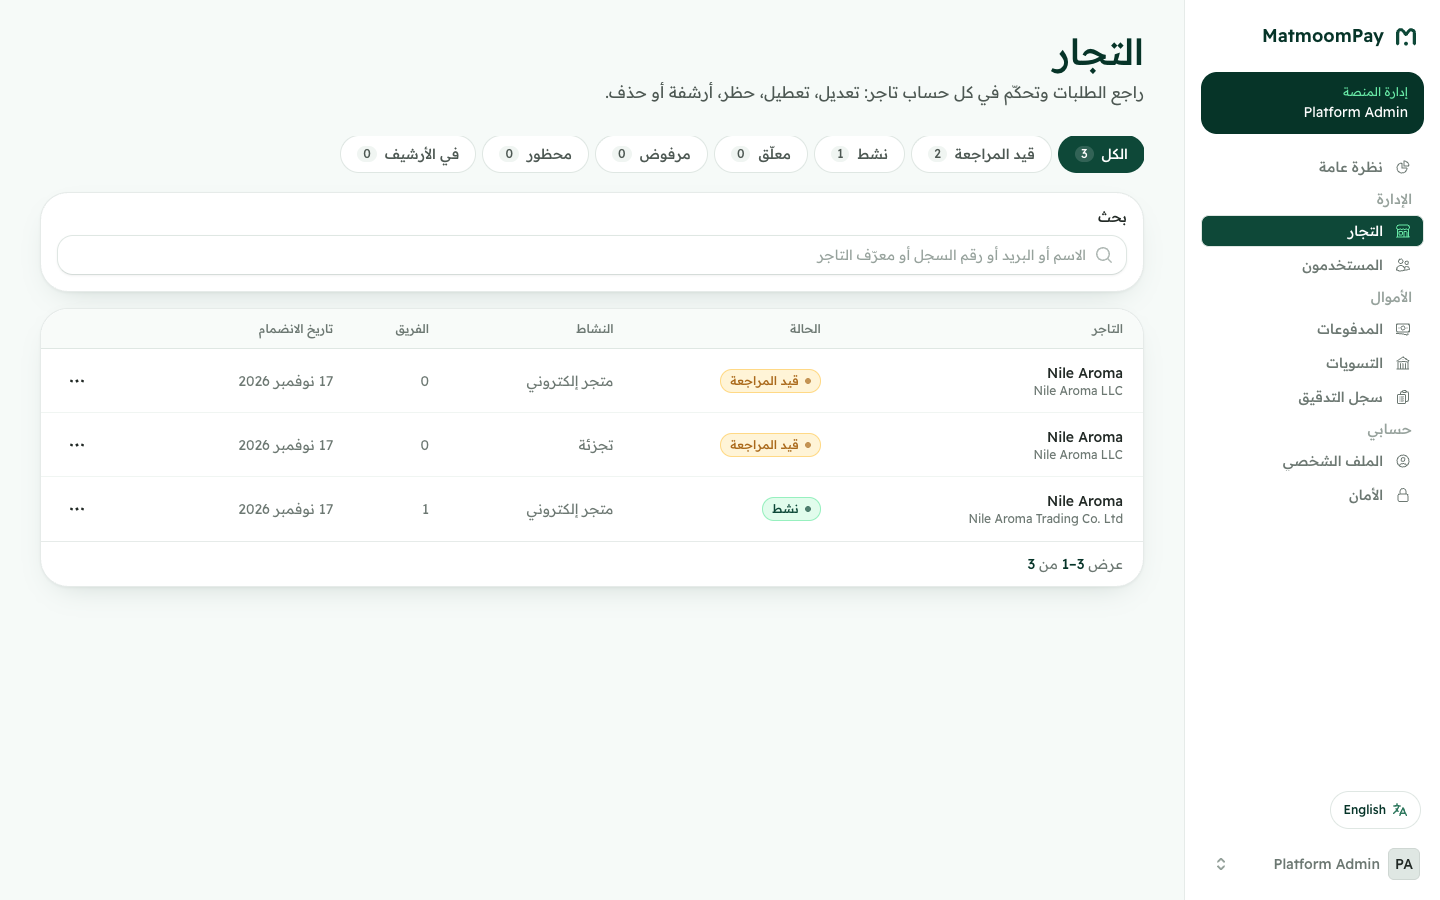 MatmoomPay
إدارة المنصة
Platform Admin
نظرة عامة
الإدارة
التجار
المستخدمون
الأموال
المدفوعات
التسويات
سجل التدقيق
حسابي
الملف الشخصي
الأمان
English
PA Platform Admin
التجار
راجع الطلبات وتحكّم في كل حساب تاجر: تعديل، تعطيل، حظر، أرشفة أو حذف.
الكل 3 قيد المراجعة 2 نشط 1 معلّق 0 مرفوض 0 محظور 0 في الأرشيف 0
بحث
الاسم أو البريد أو رقم السجل أو معرّف التاجر
التاجر الحالة النشاط الفريق تاريخ الانضمام
Nile Aroma قيد المراجعة متجر إلكتروني 0 17 نوفمبر 2026
Nile Aroma LLC
Nile Aroma قيد المراجعة تجزئة 0 17 نوفمبر 2026
Nile Aroma LLC
Nile Aroma نشط متجر إلكتروني 1 17 نوفمبر 2026
Nile Aroma Trading Co. Ltd
عرض 1–3 من 3